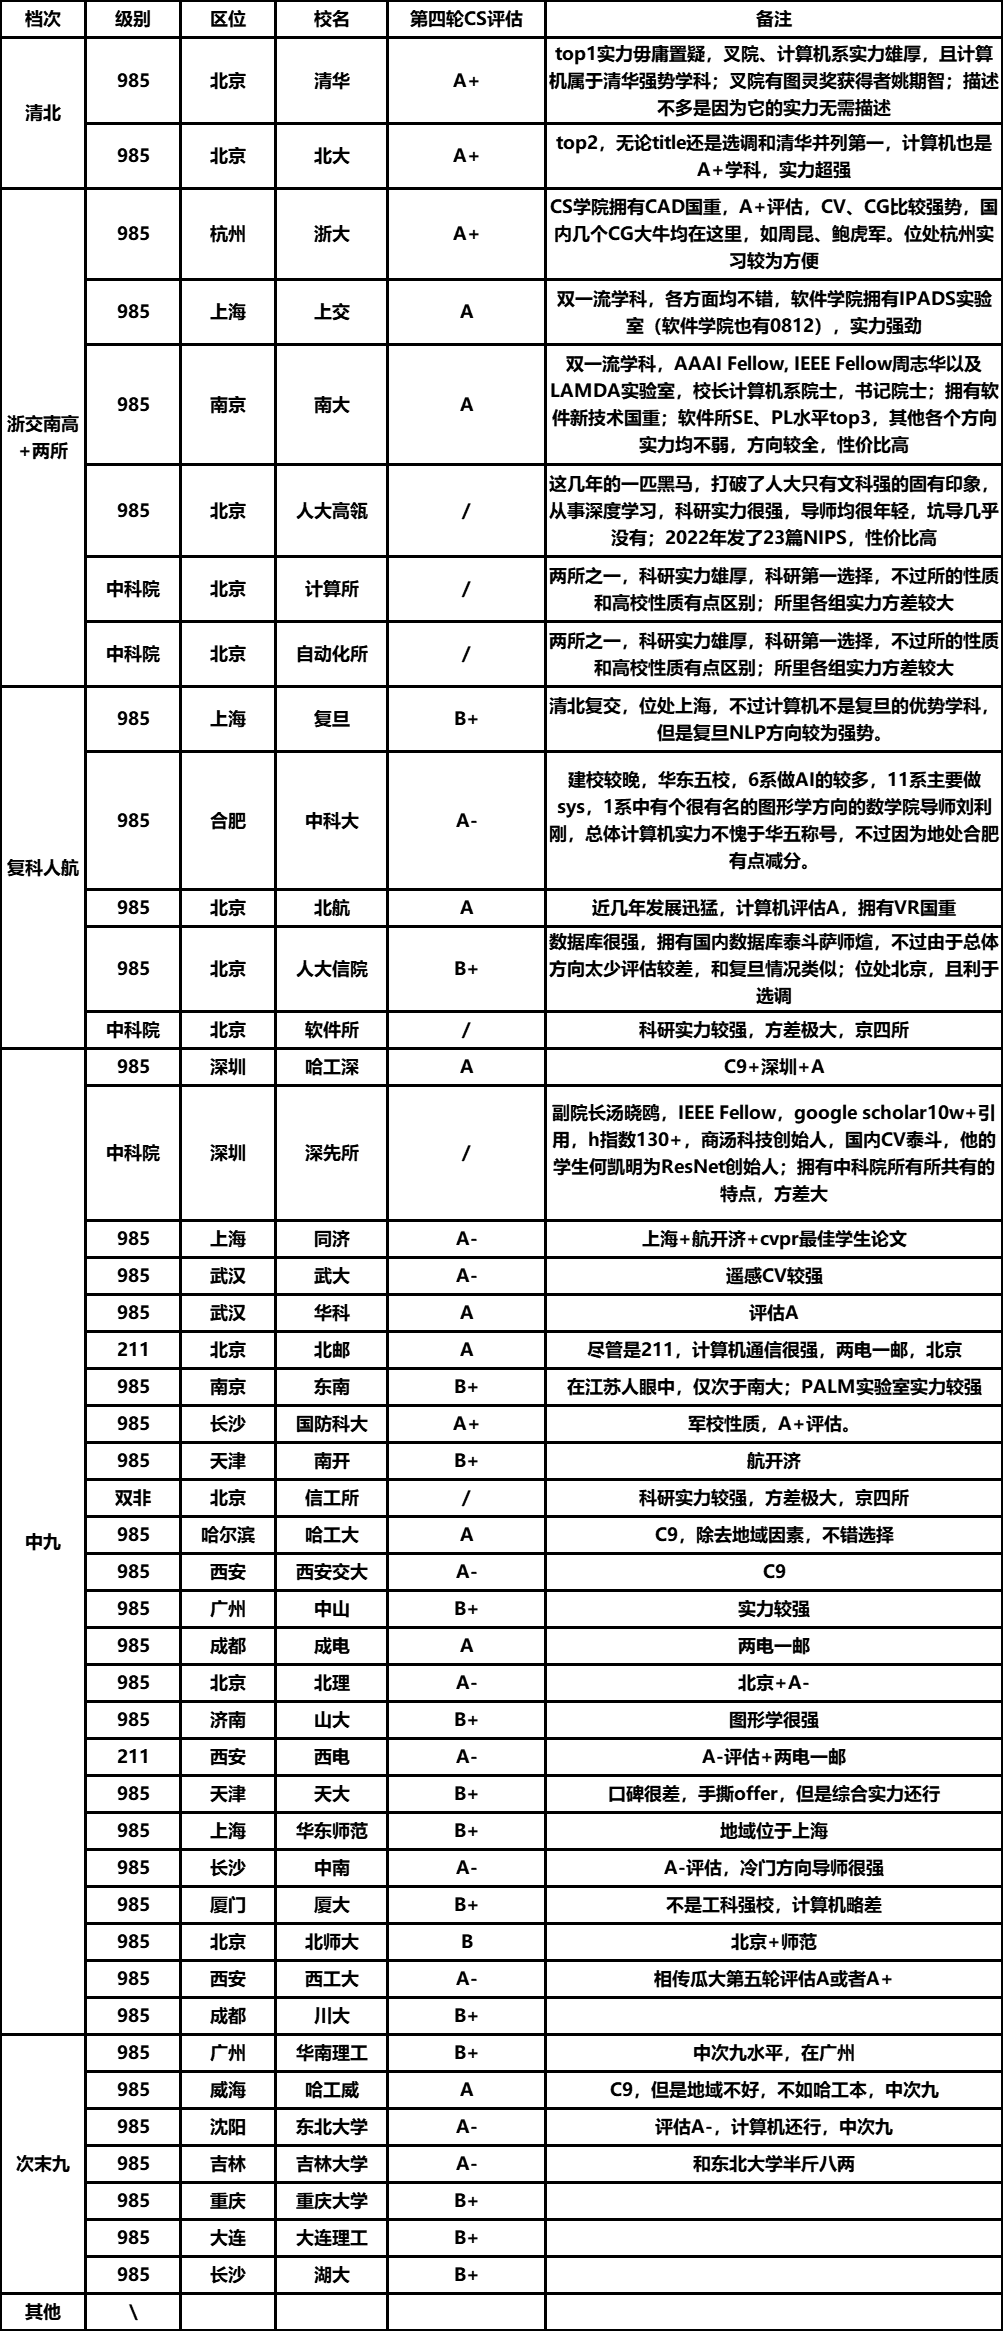 档次 级别 区位 校名 第四轮CS评估 备注
清北
985 北京 清华 A+
top1实力毋庸置疑，叉院、计算机系实力雄厚，且计算
机属于清华强势学科；叉院有图灵奖获得者姚期智；描述
不多是因为它的实力无需描述
985 北京 北大 A+
top2，无论title还是选调和清华并列第一，计算机也是
A+学科，实力超强
浙交南高
+两所
985 杭州 浙大 A+
CS学院拥有CAD国重，A+评估，CV、CG比较强势，国
内几个CG大牛均在这里，如周昆、鲍虎军。位处杭州实
习较为方便
985 上海 上交 A
双一流学科，各方面均不错，软件学院拥有IPADS实验
室（软件学院也有0812），实力强劲
985 南京 南大 A
双一流学科，AAAI Fellow, IEEE Fellow周志华以及
LAMDA实验室，校长计算机系院士，书记院士；拥有软
件新技术国重；软件所SE、PL水平top3，其他各个方向
实力均不弱，方向较全，性价比高
985 北京 人大高瓴 /
这几年的一匹黑马，打破了人大只有文科强的固有印象，
从事深度学习，科研实力很强，导师均很年轻，坑导几乎
没有；2022年发了23篇NIPS，性价比高
中科院 北京 计算所 /
两所之一，科研实力雄厚，科研第一选择，不过所的性质
和高校性质有点区别；所里各组实力方差较大
中科院 北京 自动化所 /
两所之一，科研实力雄厚，科研第一选择，不过所的性质
和高校性质有点区别；所里各组实力方差较大
复科人航
985 上海 复旦 B+
清北复交，位处上海，不过计算机不是复旦的优势学科，
但是复旦NLP方向较为强势。
985 合肥 中科大 A-
建校较晚，华东五校，6系做AI的较多，11系主要做
sys，1系中有个很有名的图形学方向的数学院导师刘利
刚，总体计算机实力不愧于华五称号，不过因为地处合肥
有点减分。
985 北京 北航 A 近几年发展迅猛，计算机评估A，拥有VR国重
985 北京 人大信院 B+
数据库很强，拥有国内数据库泰斗萨师煊，不过由于总体
方向太少评估较差，和复旦情况类似；位处北京，且利于
选调
中科院 北京 软件所 / 科研实力较强，方差极大，京四所
中九
985 深圳 哈工深 A C9+深圳+A
中科院 深圳 深先所 /
副院长汤晓鸥，IEEE Fellow，google scholar10w+引
用，h指数130+，商汤科技创始人，国内CV泰斗，他的
学生何凯明为ResNet创始人；拥有中科院所有所共有的
特点，方差大
985 上海 同济 A- 上海+航开济+cvpr最佳学生论文
985 武汉 武大 A- 遥感CV较强
985 武汉 华科 A 评估A
211 北京 北邮 A 尽管是211，计算机通信很强，两电一邮，北京
985 南京 东南 B+ 在江苏人眼中，仅次于南大；PALM实验室实力较强
985 长沙 国防科大 A+ 军校性质，A+评估。
985 天津 南开 B+ 航开济
双非 北京 信工所 / 科研实力较强，方差极大，京四所
985 哈尔滨 哈工大 A C9，除去地域因素，不错选择
985 西安 西安交大 A- C9
985 广州 中山 B+ 实力较强
985 成都 成电 A 两电一邮
985 北京 北理 A- 北京+A-
985 济南 山大 B+ 图形学很强
211 西安 西电 A- A-评估+两电一邮
985 天津 天大 B+ 口碑很差，手撕offer，但是综合实力还行
985 上海 华东师范 B+ 地域位于上海
985 长沙 中南 A- A-评估，冷门方向导师很强
985 厦门 厦大 B+ 不是工科强校，计算机略差
985 北京 北师大 B 北京+师范
985 西安 西工大 A- 相传瓜大第五轮评估A或者A+
985 成都 川大 B+
次末九
985 广州 华南理工 B+ 中次九水平，在广州
985 威海 哈工威 A C9，但是地域不好，不如哈工本，中次九
985 沈阳 东北大学 A- 评估A-，计算机还行，中次九
985 吉林 吉林大学 A- 和东北大学半斤八两
985 重庆 重庆大学 B+
985 大连 大连理工 B+
985 长沙 湖大 B+
其他 \